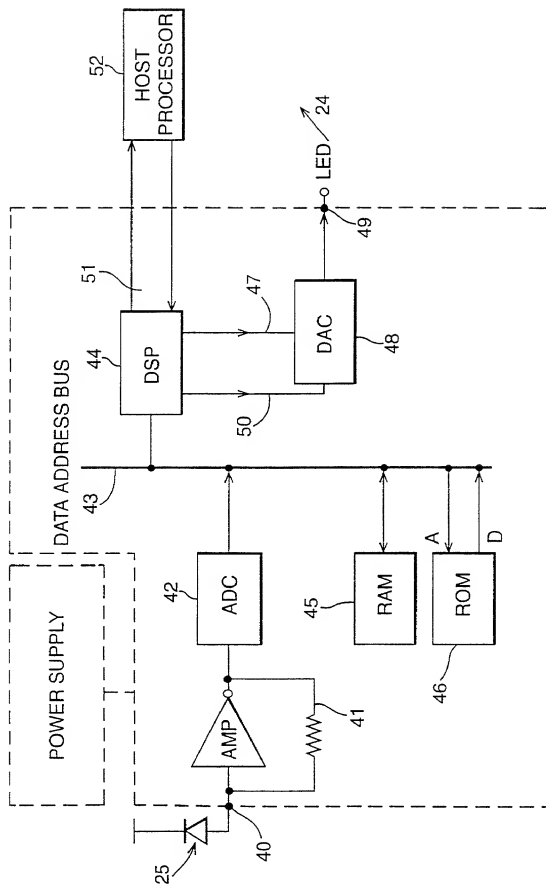 POWER SUPPLY
DATA ADDRESS BUS
43
44
DSP
51
52
HOST
PROCESSOR
47
50
DAC
48
49
LED
24
25
40
AMP
41
42
ADC
45
RAM
A
D
ROM
46